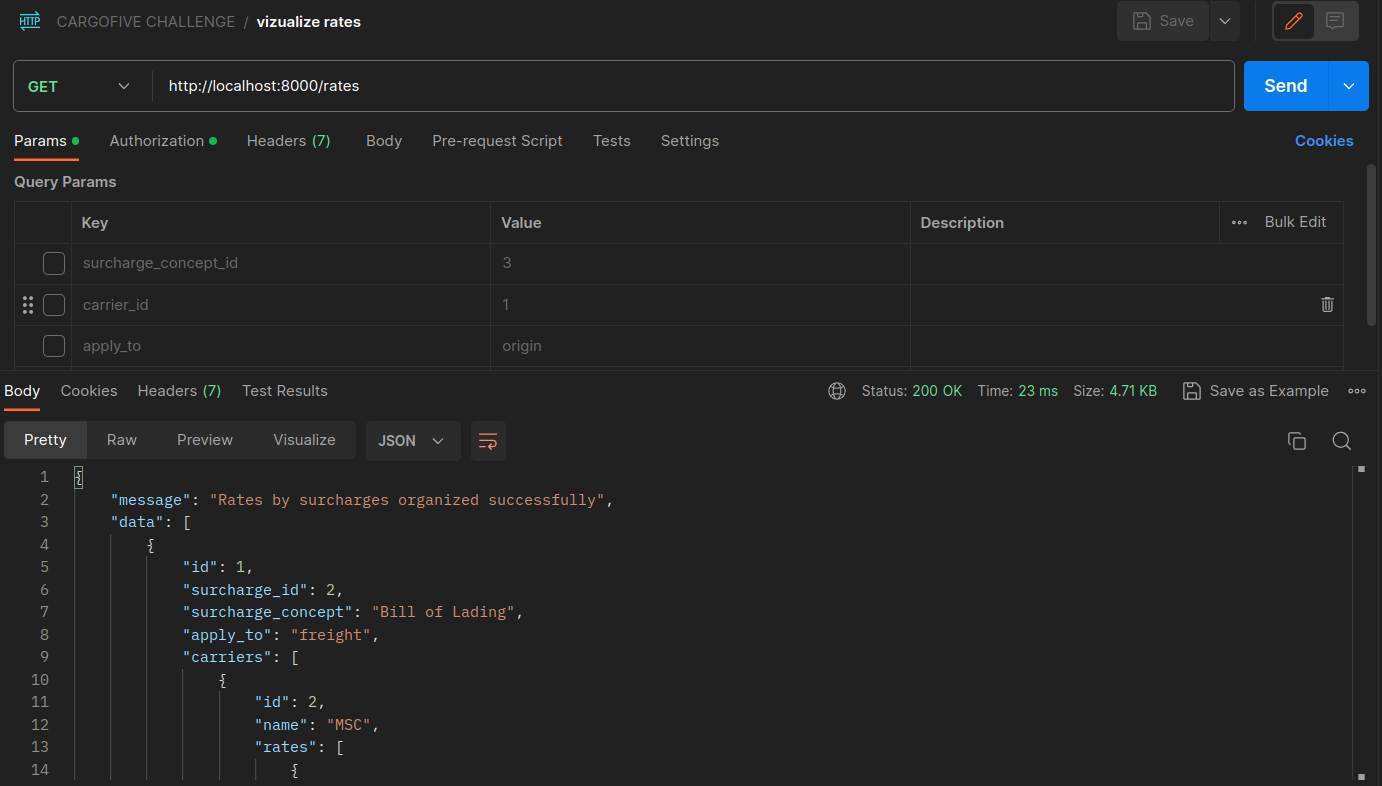 HTTP CARGOFIVE CHALLENGE / vizualize rates Save
GET http://localhost:8000/rates Send
Params Authorization Headers (7) Body Pre-request Script Tests Settings Cookies
Query Params
Key Value Description Bulk Edit
surcharge_concept_id 3
carrier_id 1
apply_to origin
Body Cookies Headers (7) Test Results Status: 200 OK Time: 23 ms Size: 4.71 KB Save as Example
Pretty Raw Preview Visualize JSON
1 {
2 "message": "Rates by surcharges organized successfully",
3 "data": [
4 {
5 "id": 1,
6 "surcharge_id": 2,
7 "surcharge_concept": "Bill of Lading",
8 "apply_to": "freight",
9 "carriers": [
10 {
11 "id": 2,
12 "name": "MSC",
13 "rates": [
14 {